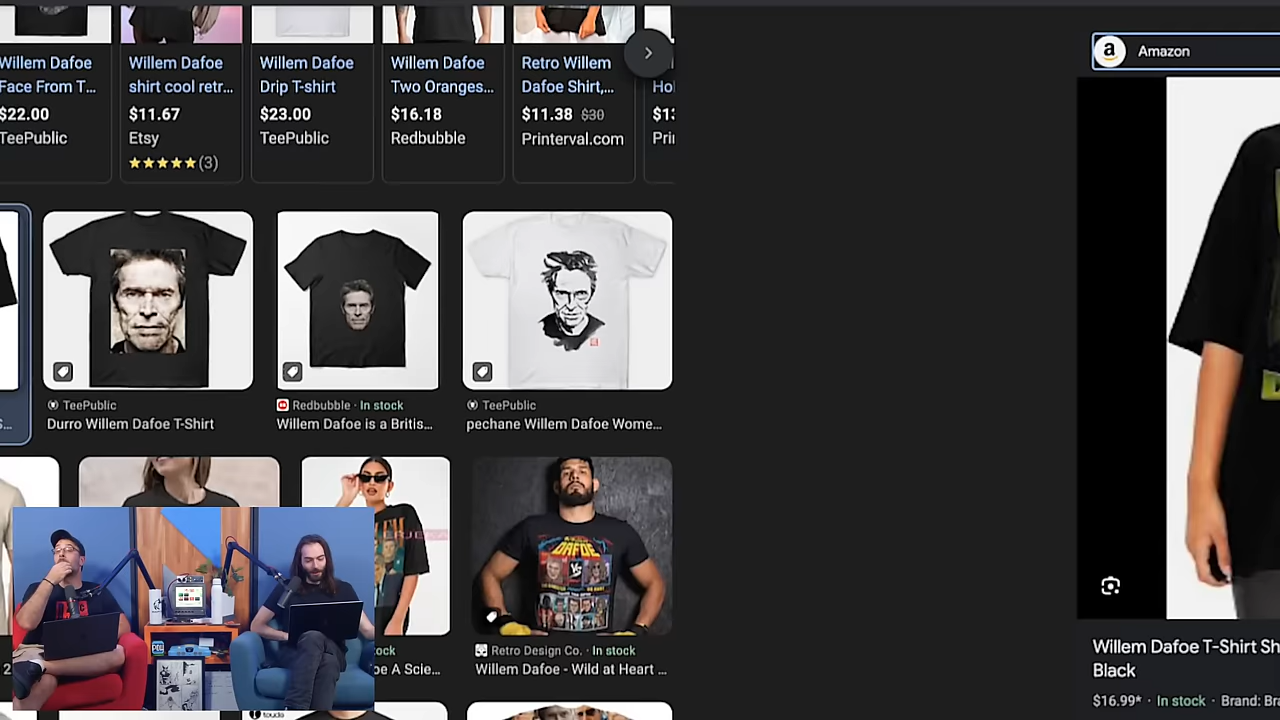 Willem Dafoe
Face From T...
$22.00
TeePublic
Willem Dafoe
shirt cool retr...
$11.67
Etsy
(3)
Willem Dafoe
Drip T-shirt
$23.00
TeePublic
Willem Dafoe
Two Oranges...
$16.18
Redbubble
Retro Willem
Dafoe Shirt,...
$11.38 $30
Printerval.com
Amazon
TeePublic
Durro Willem Dafoe T-Shirt
Redbubble · In stock
Willem Dafoe is a Britis...
TeePublic
pechane Willem Dafoe Wome...
DAFOE
VS
Retro Design Co. · In stock
Willem Dafoe - Wild at Heart ...
Willem Dafoe T-Shirt Sh
Black
$16.99* · In stock · Brand: Br